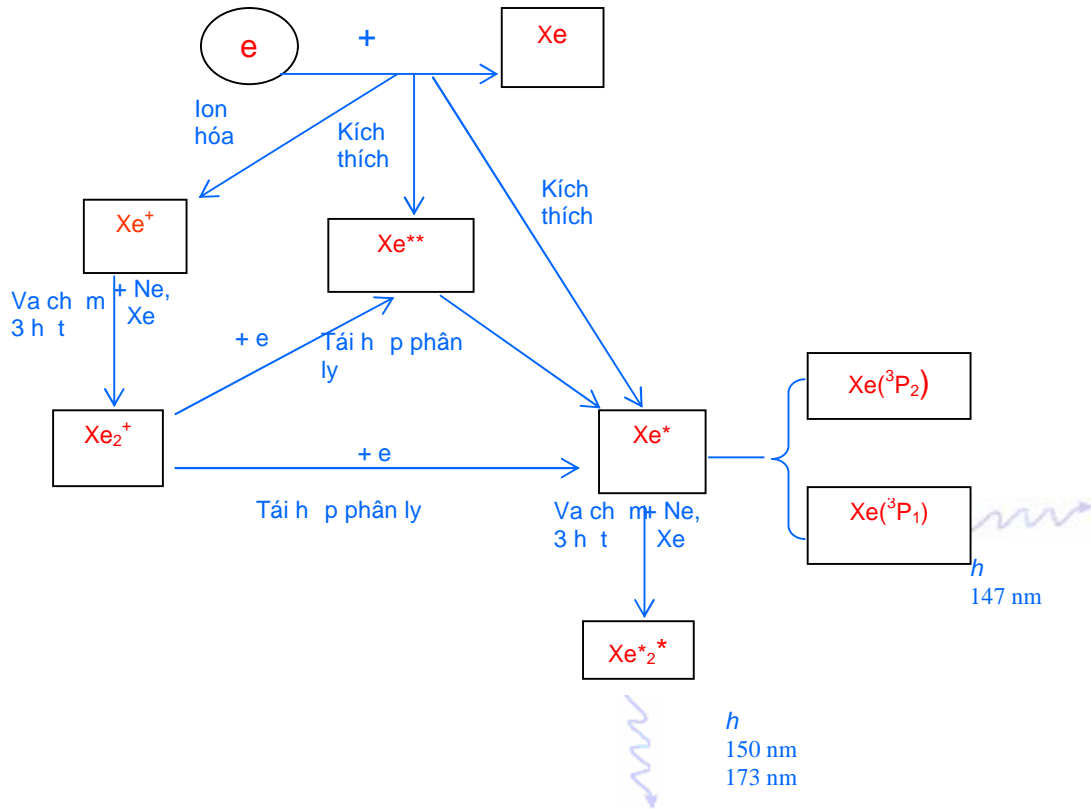 e + Xe
Ion
hóa
Kích
thích
Kích
thích
Xe⁺
Xe**
Va ch m + Ne,
3 h t Xe
+ e
Tái h p phân
ly
Xe(³P₂)
Xe₂⁺
Xe*
+ e
Tái h p phân ly
Va ch m+ Ne,
3 h t Xe
Xe(³P₁)
h
147 nm
Xe*₂*
h
150 nm
173 nm